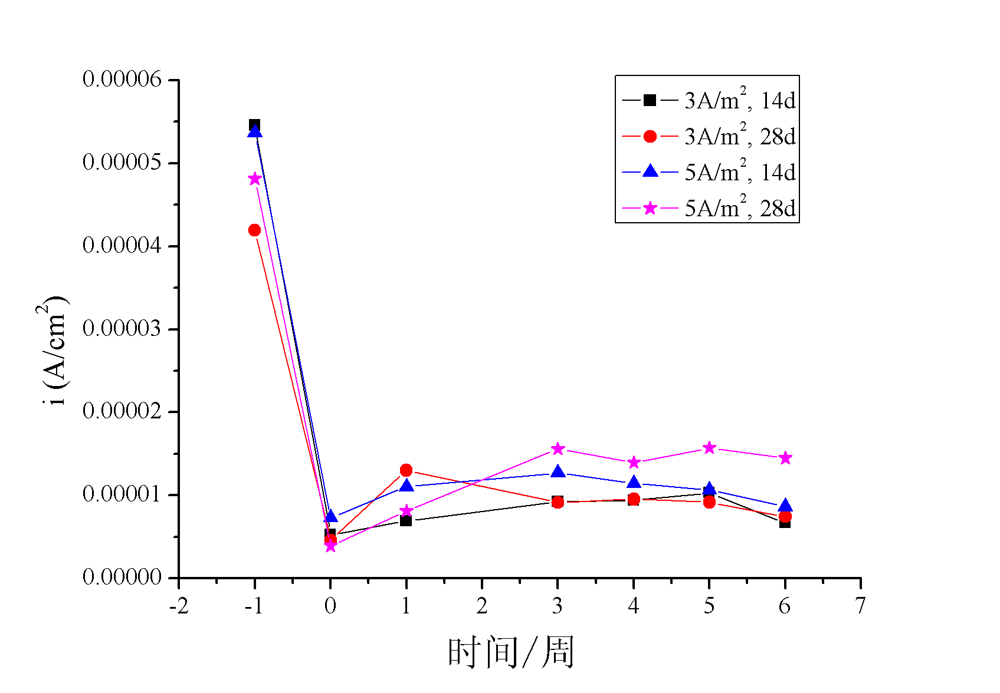 0.00006
0.00005
0.00004
0.00003
0.00002
0.00001
0.00000
i (A/cm²)
3A/m², 14d
3A/m², 28d
5A/m², 14d
5A/m², 28d
-2 -1 0 1 2 3 4 5 6 7
时间/周